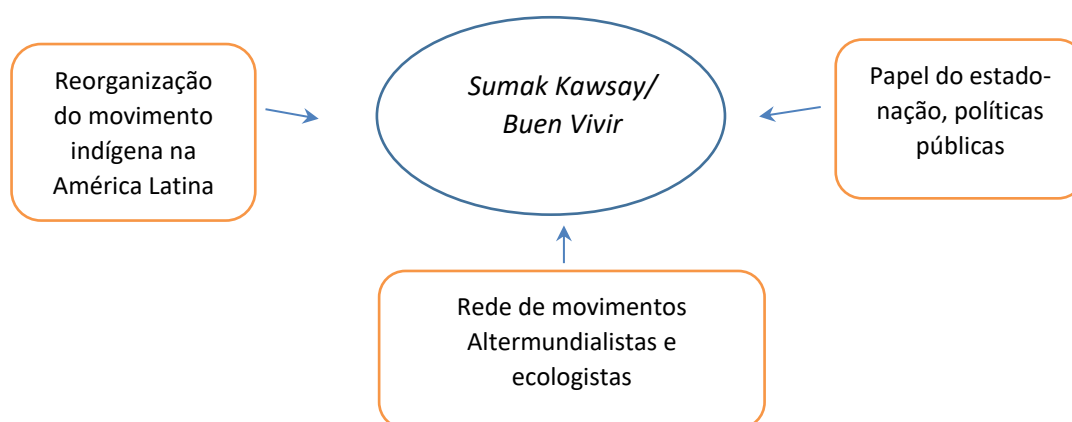 Reorganização
do movimento
indígena na
América Latina
Sumak Kawsay/
Buen Vivir
Papel do estado-
nação, políticas
públicas
Rede de movimentos
Altermundialistas e
ecologistas